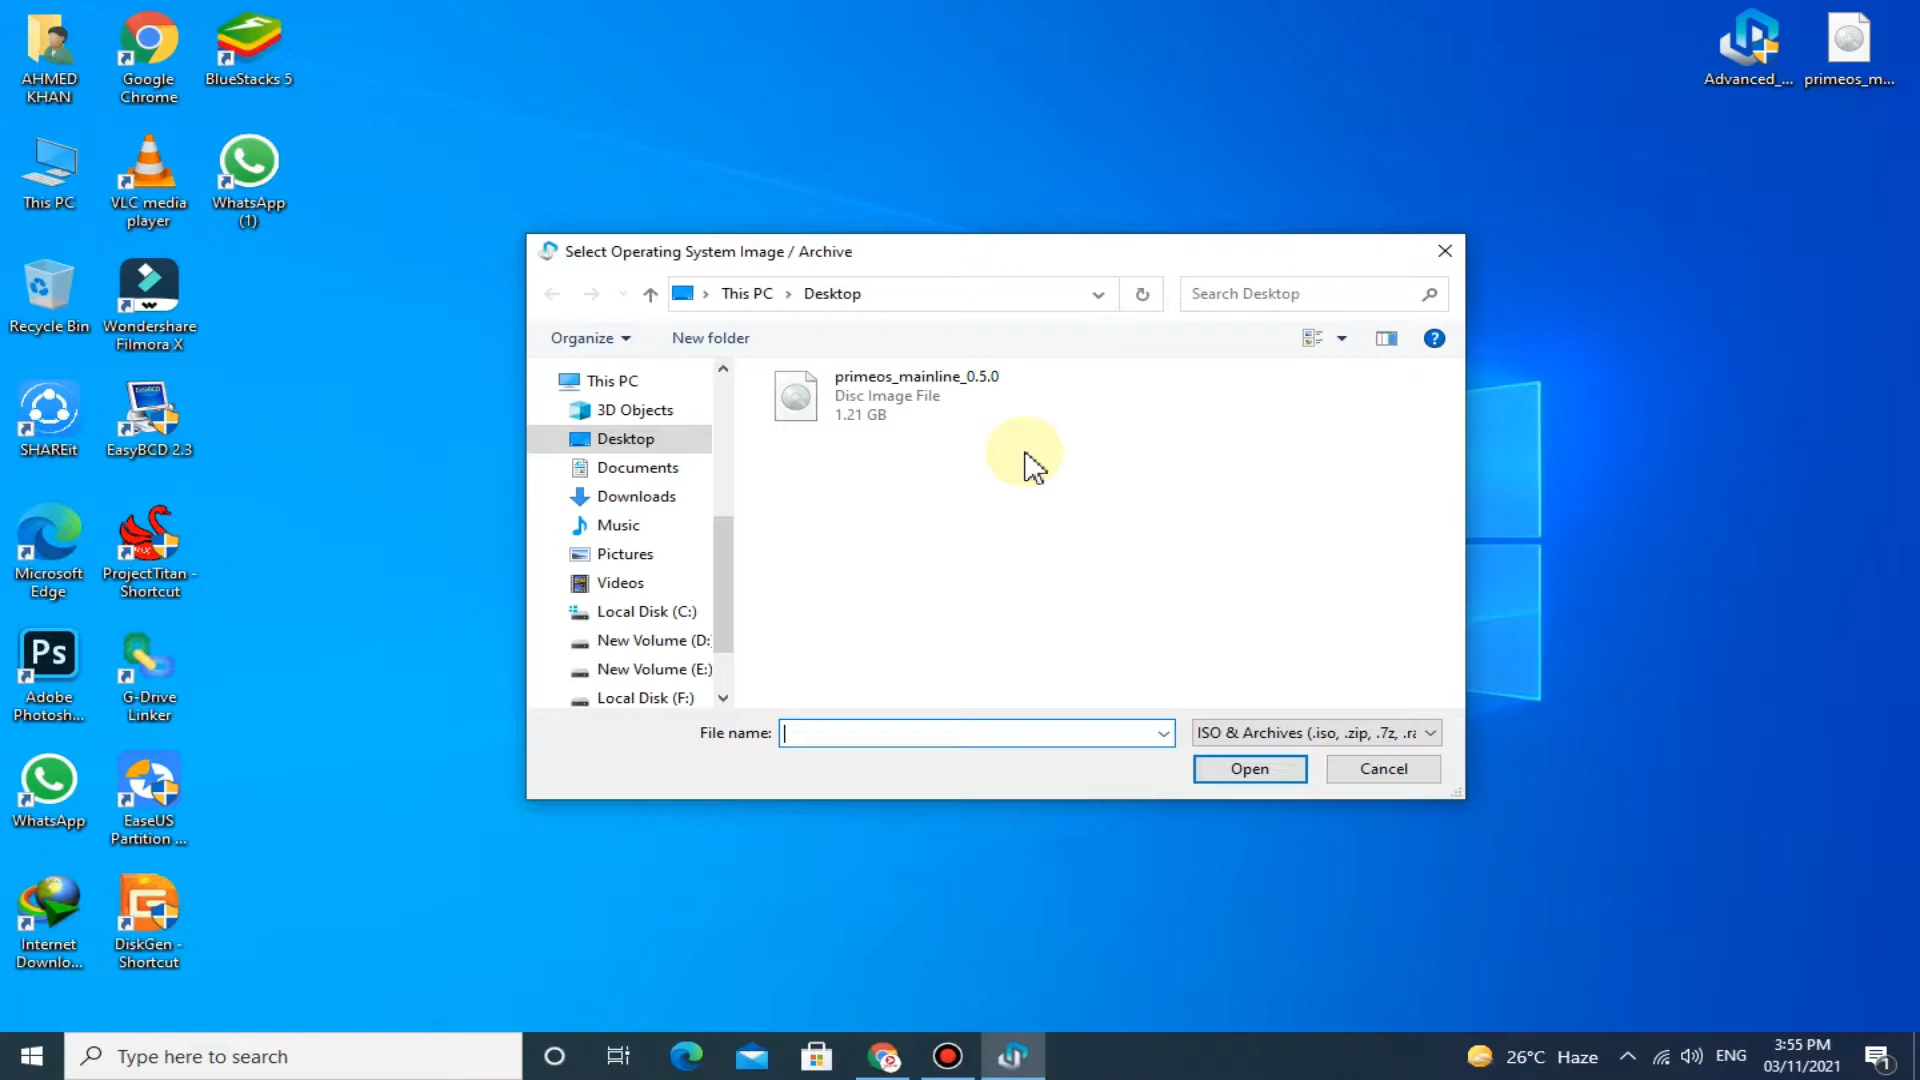 AHMED
KHAN
Google
Chrome
BlueStacks 5
Advanced_...
primeos_m...
This PC
VLC media
player
WhatsApp
(1)
Recycle Bin
Wondershare
Filmora X
SHAREit
EasyBCD 2.3
Microsoft
Edge
ProjectTitan -
Shortcut
Ps
Adobe
Photosh...
G-Drive
Linker
WhatsApp
EaseUS
Partition ...
Internet
Downlo...
DiskGen -
Shortcut
Select Operating System Image / Archive
This PC
Desktop
Search Desktop
Organize
New folder
This PC
3D Objects
Desktop
Documents
Downloads
Music
Pictures
Videos
Local Disk (C:)
New Volume (D:
New Volume (E:)
Local Disk (F:)
primeos_mainline_0.5.0
Disc Image File
1.21 GB
File name:
ISO & Archives (.iso, .zip, .7z, .ra
Open
Cancel
Type here to search
26°C Haze
ENG
3:55 PM
03/11/2021
1